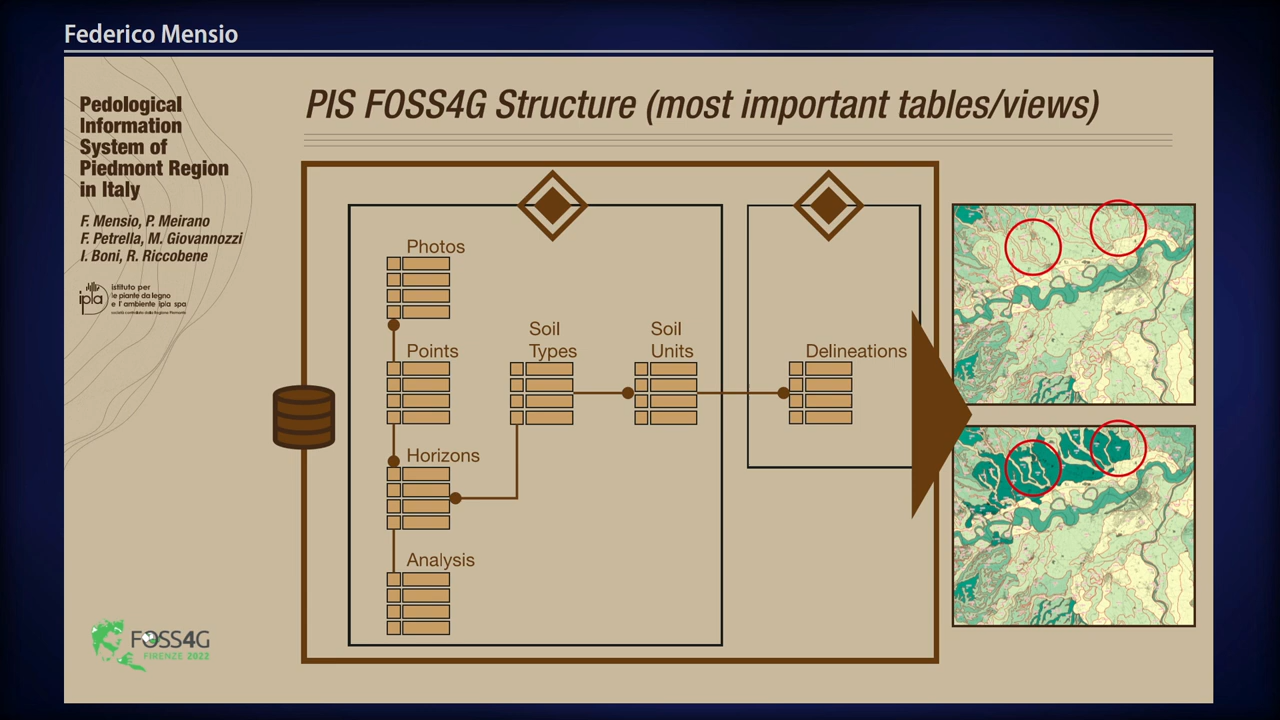 Federico Mensio
Pedological
Information
System of
Piedmont Region
in Italy
F. Mensio, P. Meirano
F. Petrella, M. Giovannozzi
I. Boni, R. Riccobene
ipla
istituto per
le piante da legno
e l'ambiente ipla spa
società controllata dalla Regione Piemonte
FOSS4G
FIRENZE 2022
PIS FOSS4G Structure (most important tables/views)
Photos
Points
Horizons
Analysis
Soil
Types
Soil
Units
Delineations